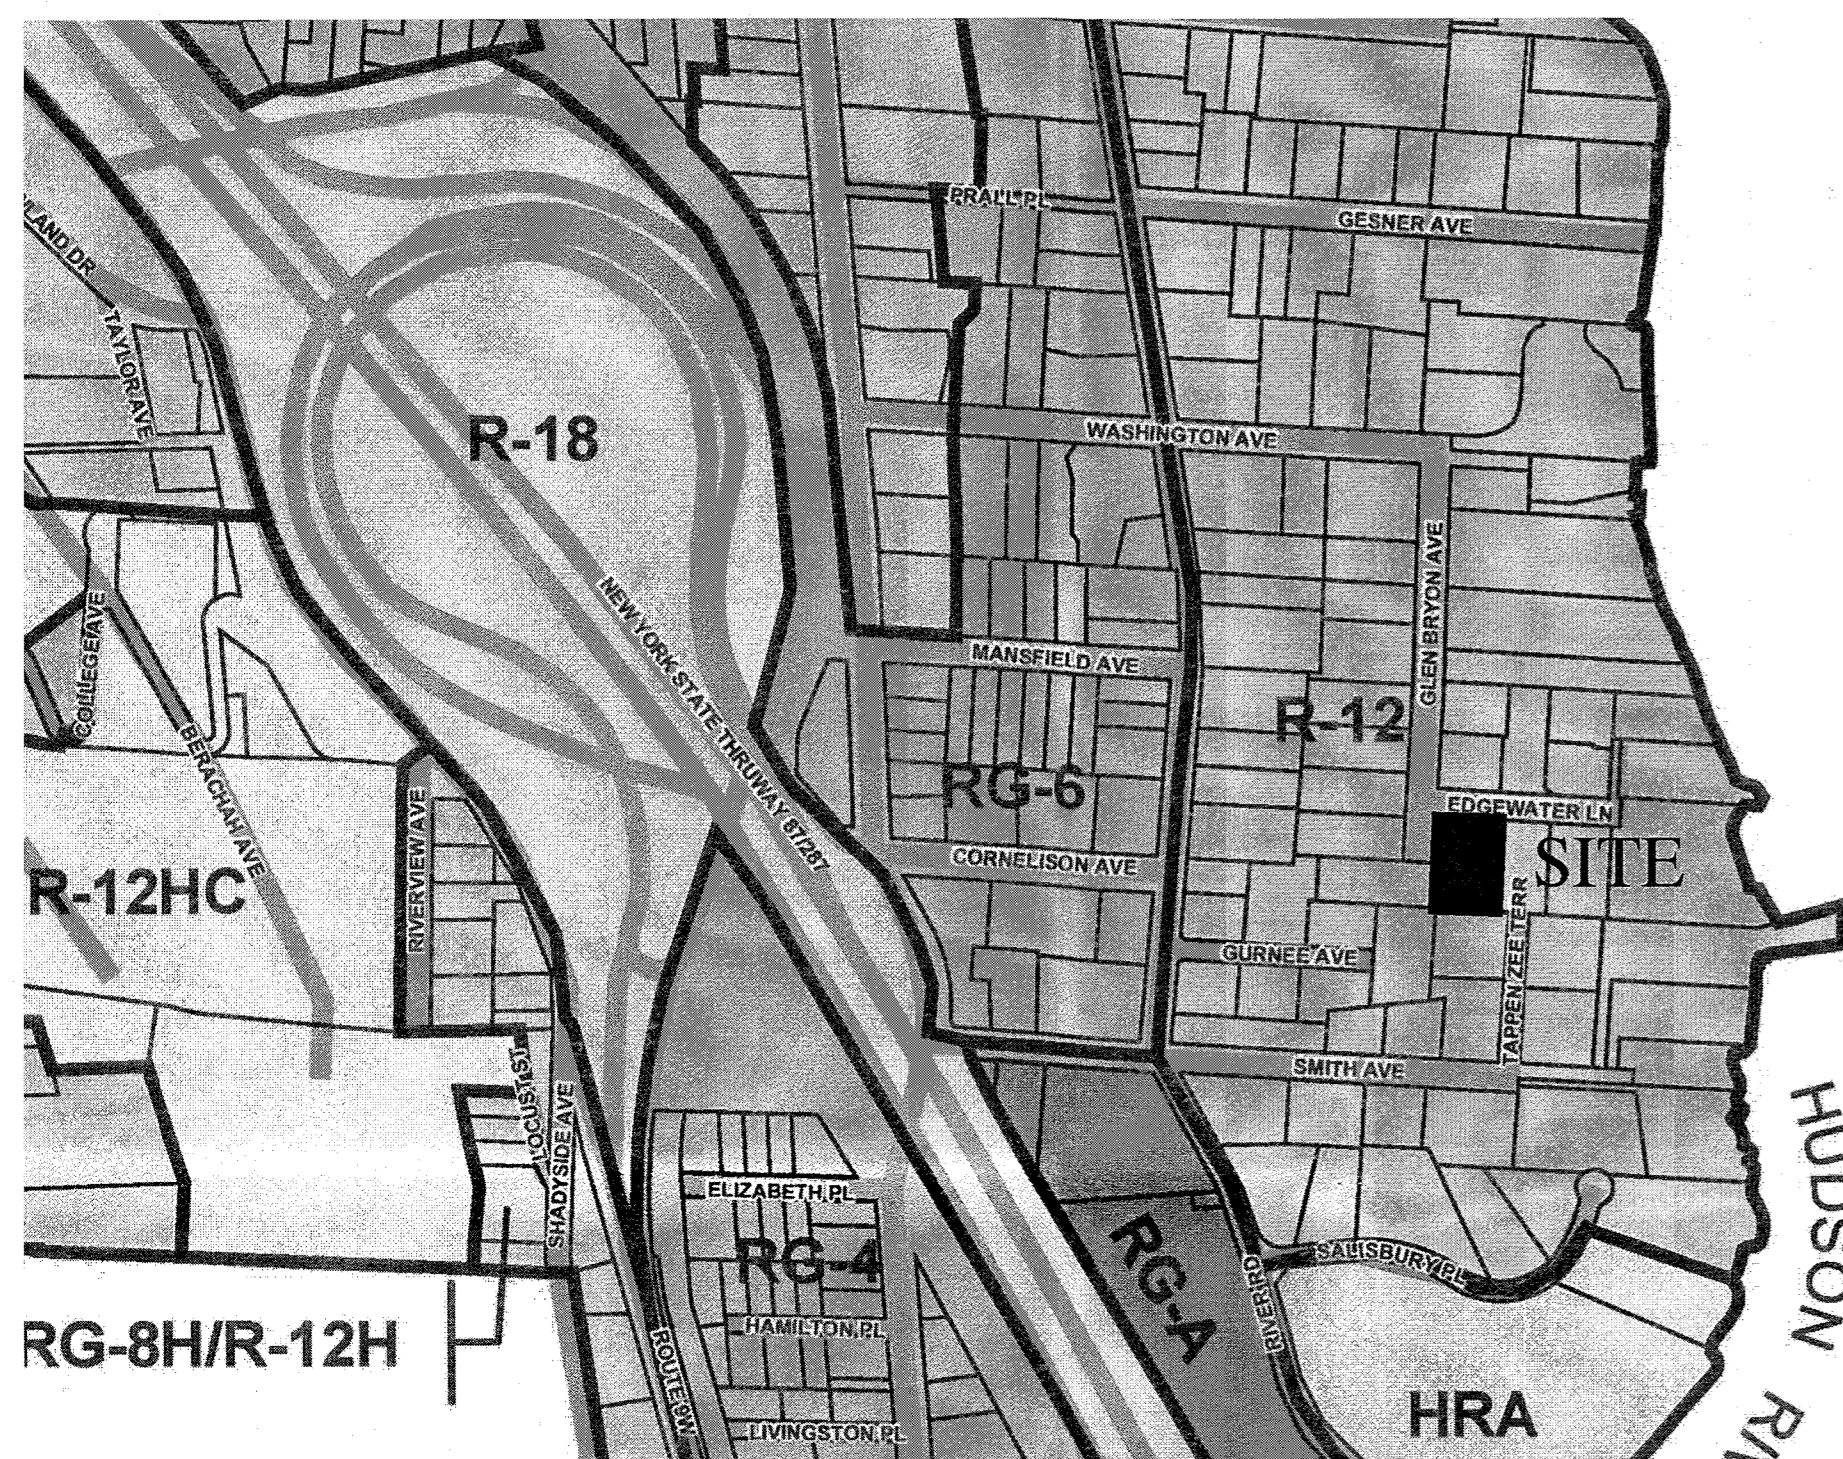 PRALL PL
GESNER AVE
TAYLOR AVE
R-18
WASHINGTON AVE
GLEN BRYON AVE
COLLEGE AVE
NEW YORK STATE THRUWAY 87/287
MANSFIELD AVE
R-12
BERACHAH AVE
RG-6
EDGEWATER LN
RIVERVIEW AVE
CORNELISON AVE
SITE
R-12HC
GURNEE AVE
TAPPEN ZEE TERR
SMITH AVE
LOCUST ST
SHADYSIDE AVE
HUDSON
ELIZABETH PL
RG-4
RG-A
SALISBURY PL
RIVER RD
HAMILTON PL
RG-8H/R-12H
ROUTE 9W
HRA
LIVINGSTON PL